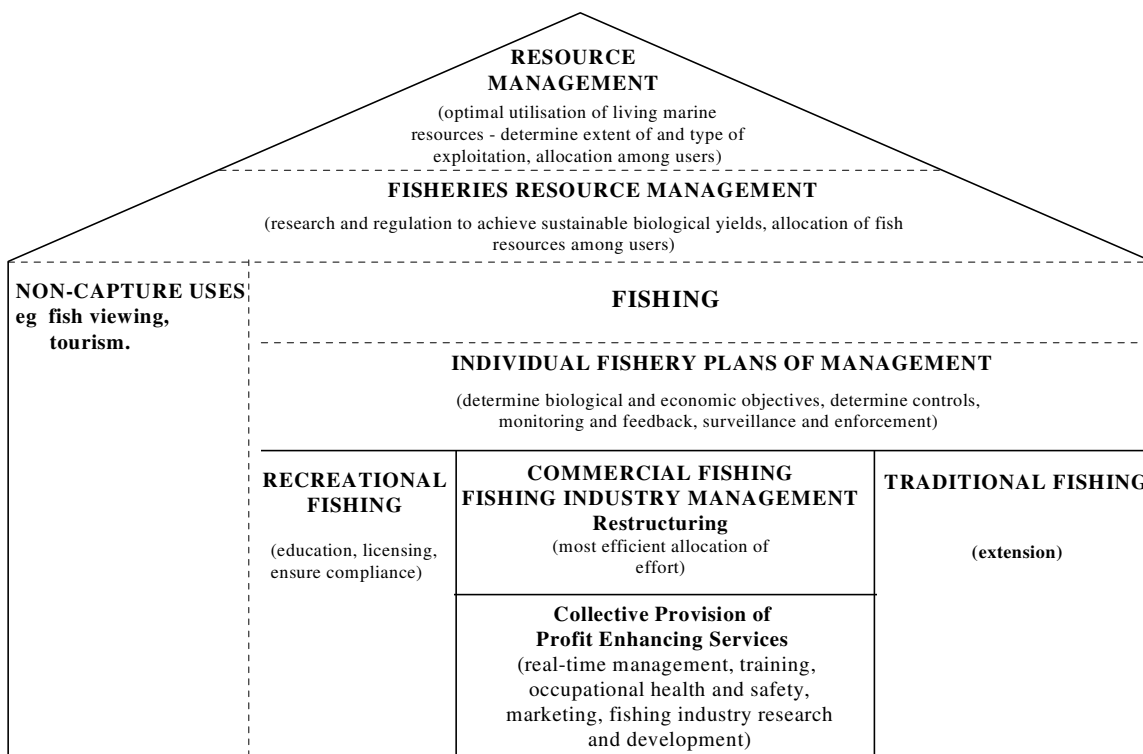 RESOURCE
MANAGEMENT
(optimal utilisation of living marine
resources - determine extent of and type of
exploitation, allocation among users)
FISHERIES RESOURCE MANAGEMENT
(research and regulation to achieve sustainable biological yields, allocation of fish
resources among users)
NON-CAPTURE USES
eg fish viewing,
tourism.
FISHING
INDIVIDUAL FISHERY PLANS OF MANAGEMENT
(determine biological and economic objectives, determine controls,
monitoring and feedback, surveillance and enforcement)
RECREATIONAL
FISHING
(education, licensing,
ensure compliance)
COMMERCIAL FISHING
FISHING INDUSTRY MANAGEMENT
Restructuring
(most efficient allocation of
effort)
Collective Provision of
Profit Enhancing Services
(real-time management, training,
occupational health and safety,
marketing, fishing industry research
and development)
TRADITIONAL FISHING
(extension)